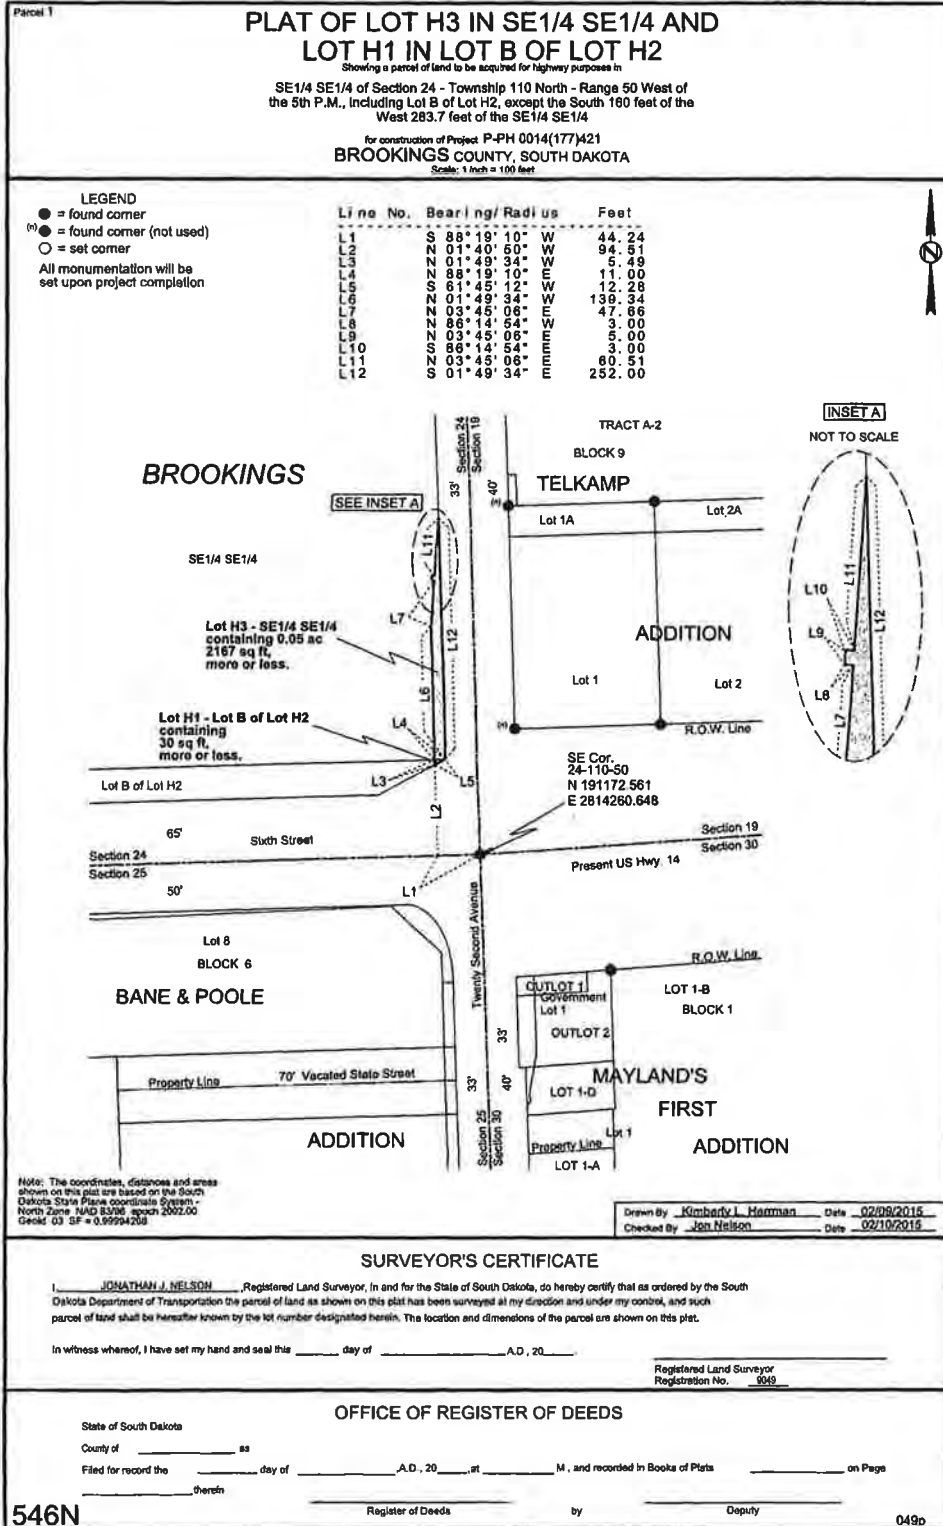 Parcel 1
PLAT OF LOT H3 IN SE1/4 SE1/4 AND
LOT H1 IN LOT B OF LOT H2
Showing a parcel of land to be acquired for highway purposes in
SE1/4 SE1/4 of Section 24 - Township 110 North - Range 50 West of
the 5th P.M., including Lot B of Lot H2, except the South 160 feet of the
West 283.7 feet of the SE1/4 SE1/4
for construction of Project P-PH 0014(177)421
BROOKINGS COUNTY, SOUTH DAKOTA
Scale: 1 inch = 100 feet
LEGEND
= found corner
(n) = found corner (not used)
= set corner
All monumentation will be
set upon project completion
Line No. Bearing/Radius Feet
L1 S 88°19'10" W 44.24
L2 N 01°40'50" W 94.51
L3 N 01°49'34" W 5.49
L4 N 88°19'10" E 11.00
L5 S 61°45'12" W 12.28
L6 N 01°49'34" W 139.34
L7 N 03°45'06" E 47.66
L8 N 86°14'54" W 3.00
L9 N 03°45'06" E 5.00
L10 S 86°14'54" E 3.00
L11 N 03°45'06" E 60.51
L12 S 01°49'34" E 252.00
N
BROOKINGS
SEE INSET A
SE1/4 SE1/4
L11
L7
L12
L6
Lot H3 - SE1/4 SE1/4
containing 0.05 ac
2167 sq ft,
more or less.
Lot H1 - Lot B of Lot H2
containing
30 sq ft,
more or less.
L4
L3
L5
L2
L1
Lot B of Lot H2
65'
Sixth Street
Section 24
Section 25
50'
33'
Section 24
Section 19
40'
TRACT A-2
BLOCK 9
TELKAMP
(n)
Lot 1A
Lot 2A
ADDITION
Lot 1
Lot 2
(n)
R.O.W. Line
INSET A
NOT TO SCALE
L11
L10
L9
L12
L8
L7
SE Cor.
24-110-50
N 191172.561
E 2814260.648
Section 19
Section 30
Present US Hwy. 14
Lot 8
BLOCK 6
BANE & POOLE
Twenty Second Avenue
R.O.W. Line
OUTLOT 1
Government
Lot 1
OUTLOT 2
LOT 1-B
BLOCK 1
33'
33'
40'
Property Line
70' Vacated State Street
ADDITION
Section 25
Section 30
MAYLAND'S
LOT 1-D
FIRST
Lot 1
ADDITION
Property Line
LOT 1-A
Note: The coordinates, distances and areas
shown on this plat are based on the South
Dakota State Plane coordinate System -
North Zone NAD 83/96 epoch 2002.00
Geoid 03 SF = 0.99994208
Drawn By Kimberly L. Herrman Date 02/09/2015
Checked By Jon Nelson Date 02/10/2015
SURVEYOR'S CERTIFICATE
I, JONATHAN J. NELSON, Registered Land Surveyor, in and for the State of South Dakota, do hereby certify that as ordered by the South
Dakota Department of Transportation the parcel of land as shown on this plat has been surveyed at my direction and under my control, and such
parcel of land shall be hereafter known by the lot number designated herein. The location and dimensions of the parcel are shown on this plat.
In witness whereof, I have set my hand and seal this ______ day of ______ A.D., 20____.
Registered Land Surveyor
Registration No. 9049
OFFICE OF REGISTER OF DEEDS
State of South Dakota
County of ______ ss
Filed for record the ______ day of ______ A.D., 20____, at ______ M, and recorded in Books of Plats ______ on Page
______ therein
Register of Deeds by Deputy
546N
049p